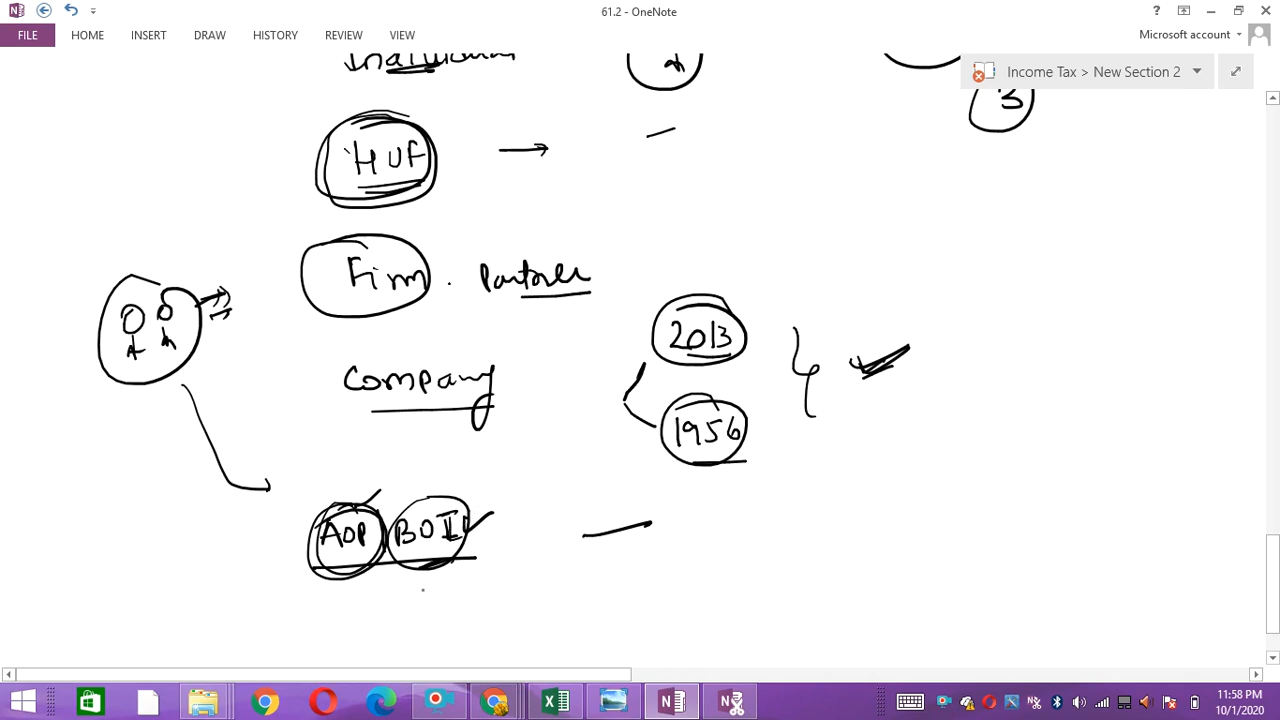 61.2 - OneNote
FILE HOME INSERT DRAW HISTORY REVIEW VIEW
Microsoft account
Income Tax > New Section 2
Individual
3
HUF
Firm . Partner
2013
Company
1956
AOP BOI
11:58 PM
10/1/2020